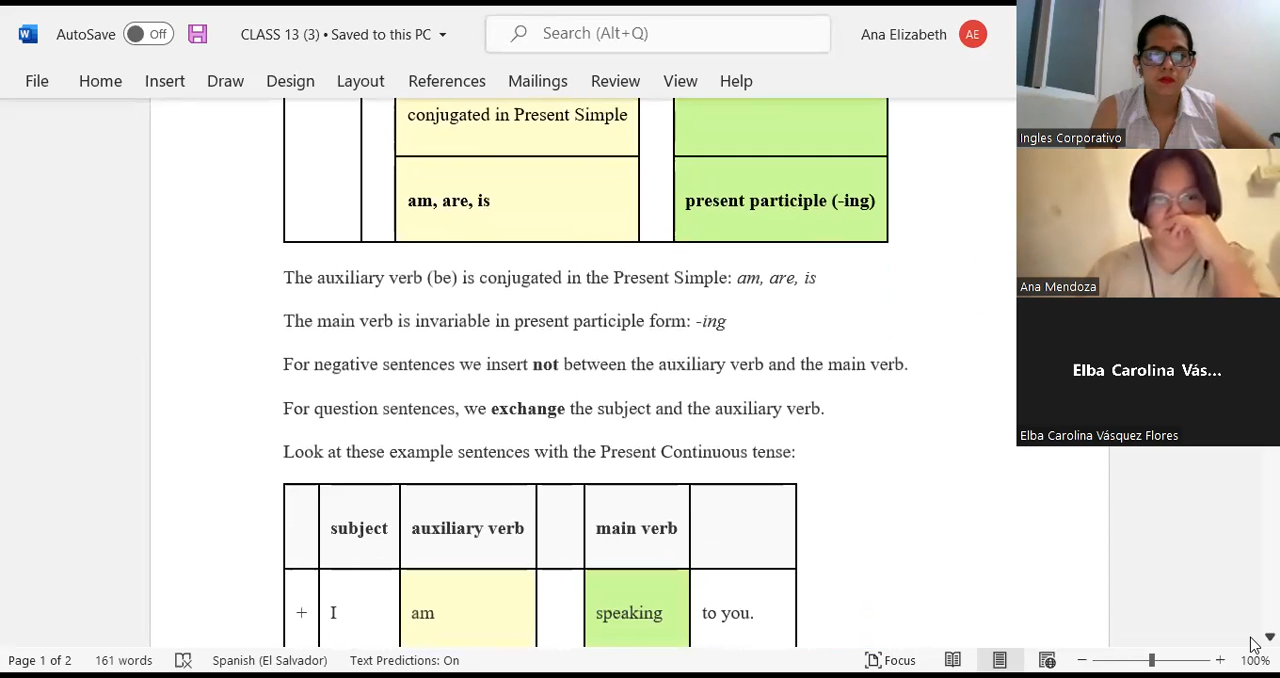 AutoSave Off CLASS 13 (3) • Saved to this PC Search (Alt+Q) Ana Elizabeth AE
File Home Insert Draw Design Layout References Mailings Review View Help
conjugated in Present Simple
am, are, is present participle (-ing)
The auxiliary verb (be) is conjugated in the Present Simple: am, are, is
The main verb is invariable in present participle form: -ing
For negative sentences we insert not between the auxiliary verb and the main verb.
For question sentences, we exchange the subject and the auxiliary verb.
Look at these example sentences with the Present Continuous tense:
subject auxiliary verb main verb
+ I am speaking to you.
Page 1 of 2 161 words Spanish (El Salvador) Text Predictions: On Focus 100%
Ingles Corporativo
Ana Mendoza
Elba Carolina Vás...
Elba Carolina Vásquez Flores